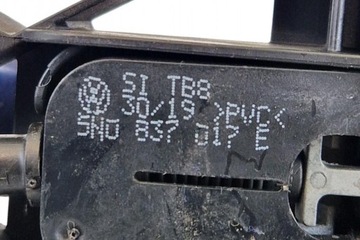 SI TB8
30/19 >PVC<
5N0 837 017 E